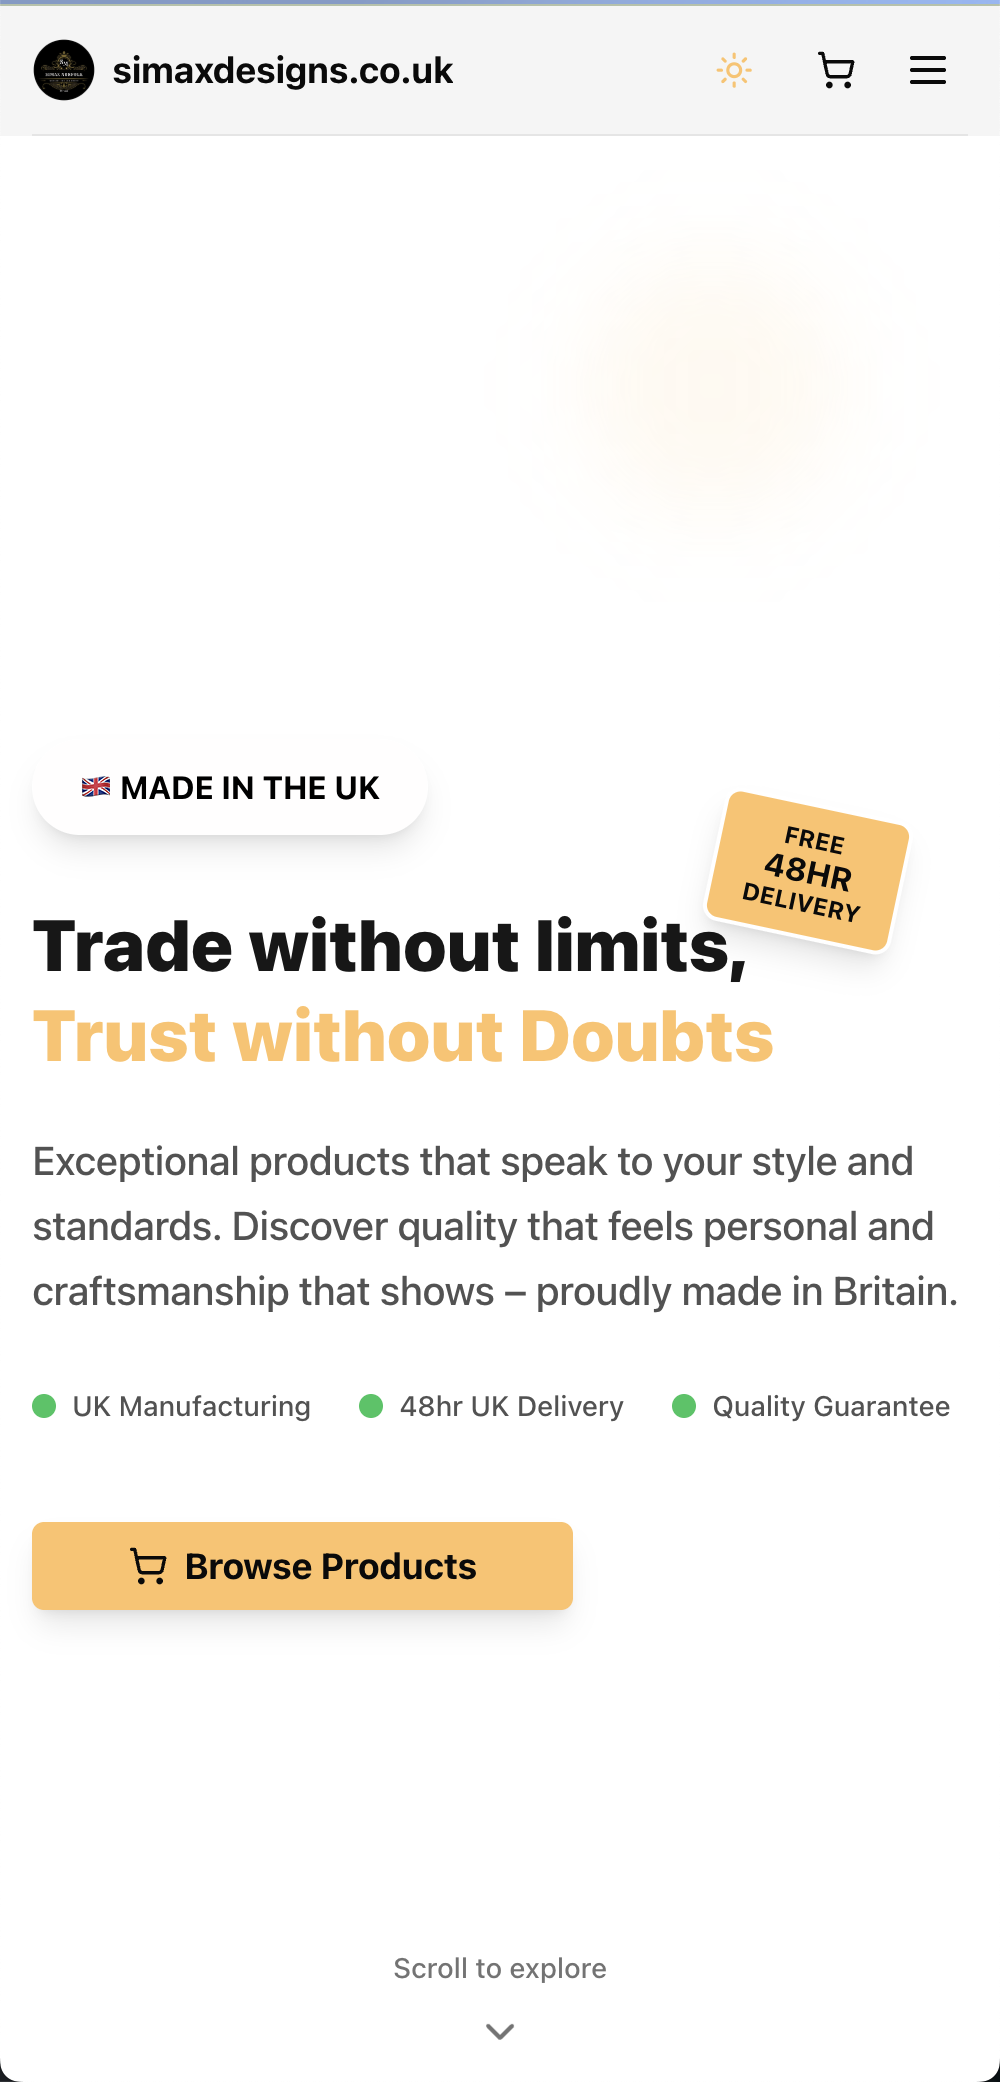 simaxdesigns.co.uk
🇬🇧 MADE IN THE UK
FREE
48HR
DELIVERY
Trade without limits,
Trust without Doubts
Exceptional products that speak to your style and
standards. Discover quality that feels personal and
craftsmanship that shows – proudly made in Britain.
UK Manufacturing
48hr UK Delivery
Quality Guarantee
Browse Products
Scroll to explore